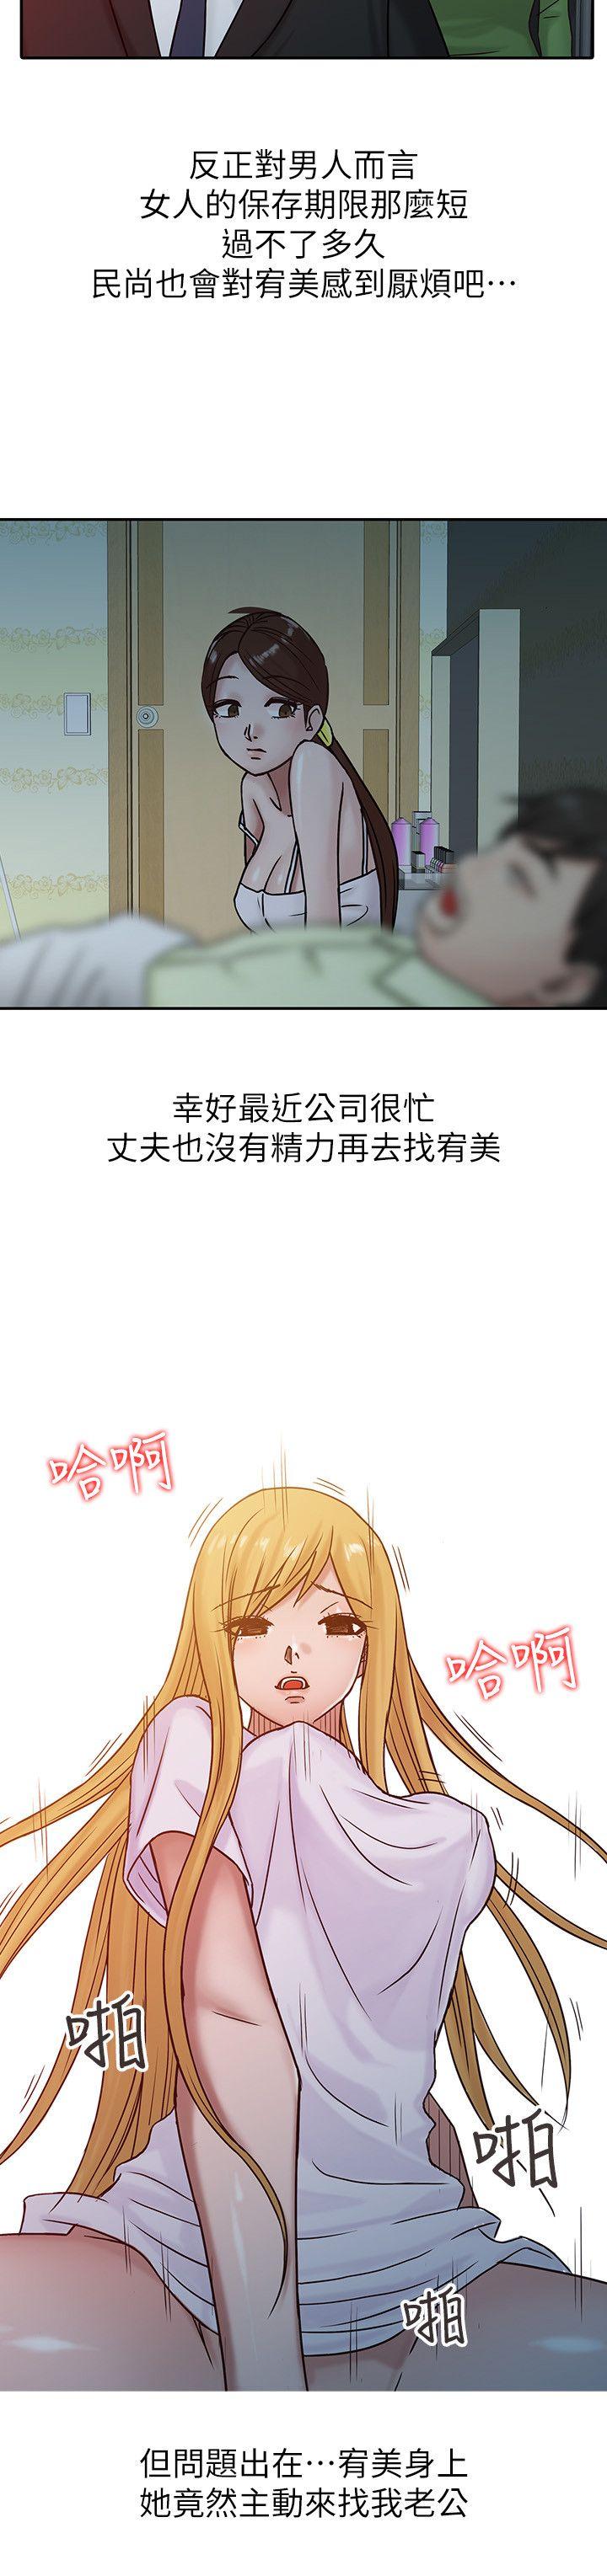 反正對男人而言
女人的保存期限那麼短
過不了多久
民尚也會對宥美感到厭煩吧⋯
幸好最近公司很忙
丈夫也沒有精力再去找宥美
哈啊
哈啊
啪
啪
啪
但問題出在⋯宥美身上
她竟然主動來找我老公